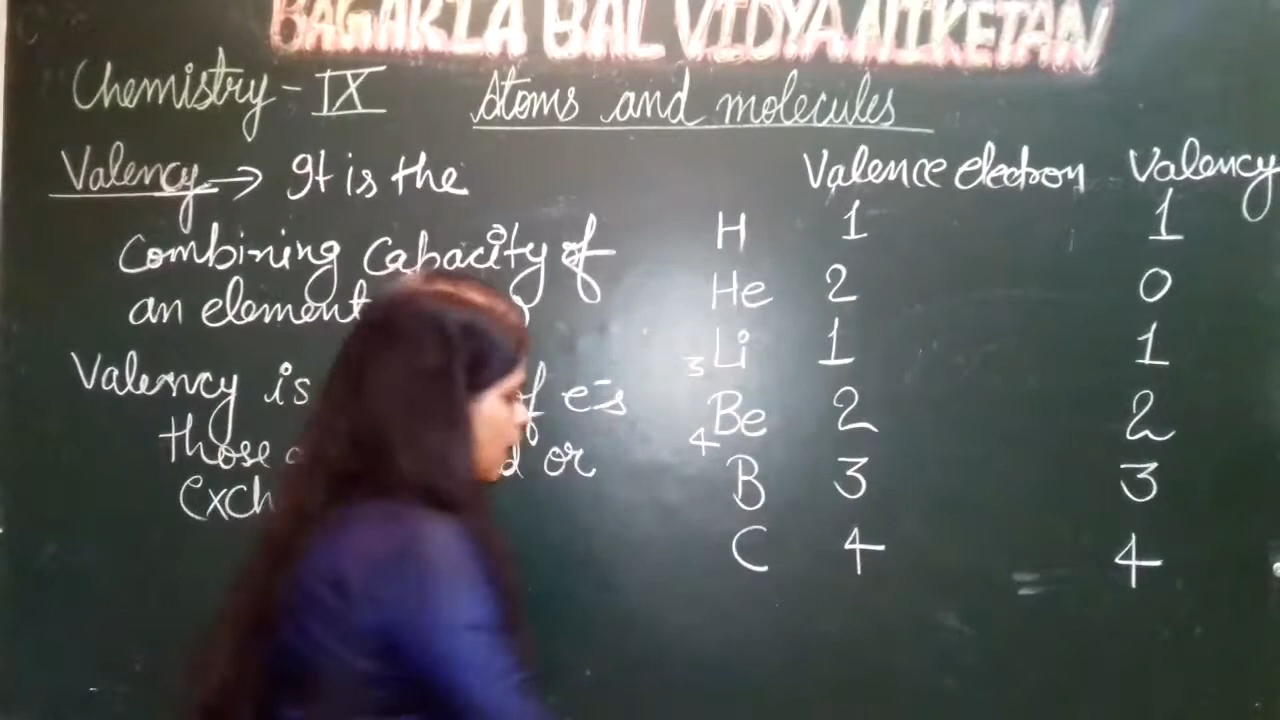 BAGARIA BAL VIDYA NIKETAN
Chemistry - IX Atoms and molecules
Valency → It is the
Combining Capacity of
an element
Valency is of e-s
those or
Valence electron Valency
H 1 1
He 2 0
3Li 1 1
4Be 2 2
B 3 3
C 4 4